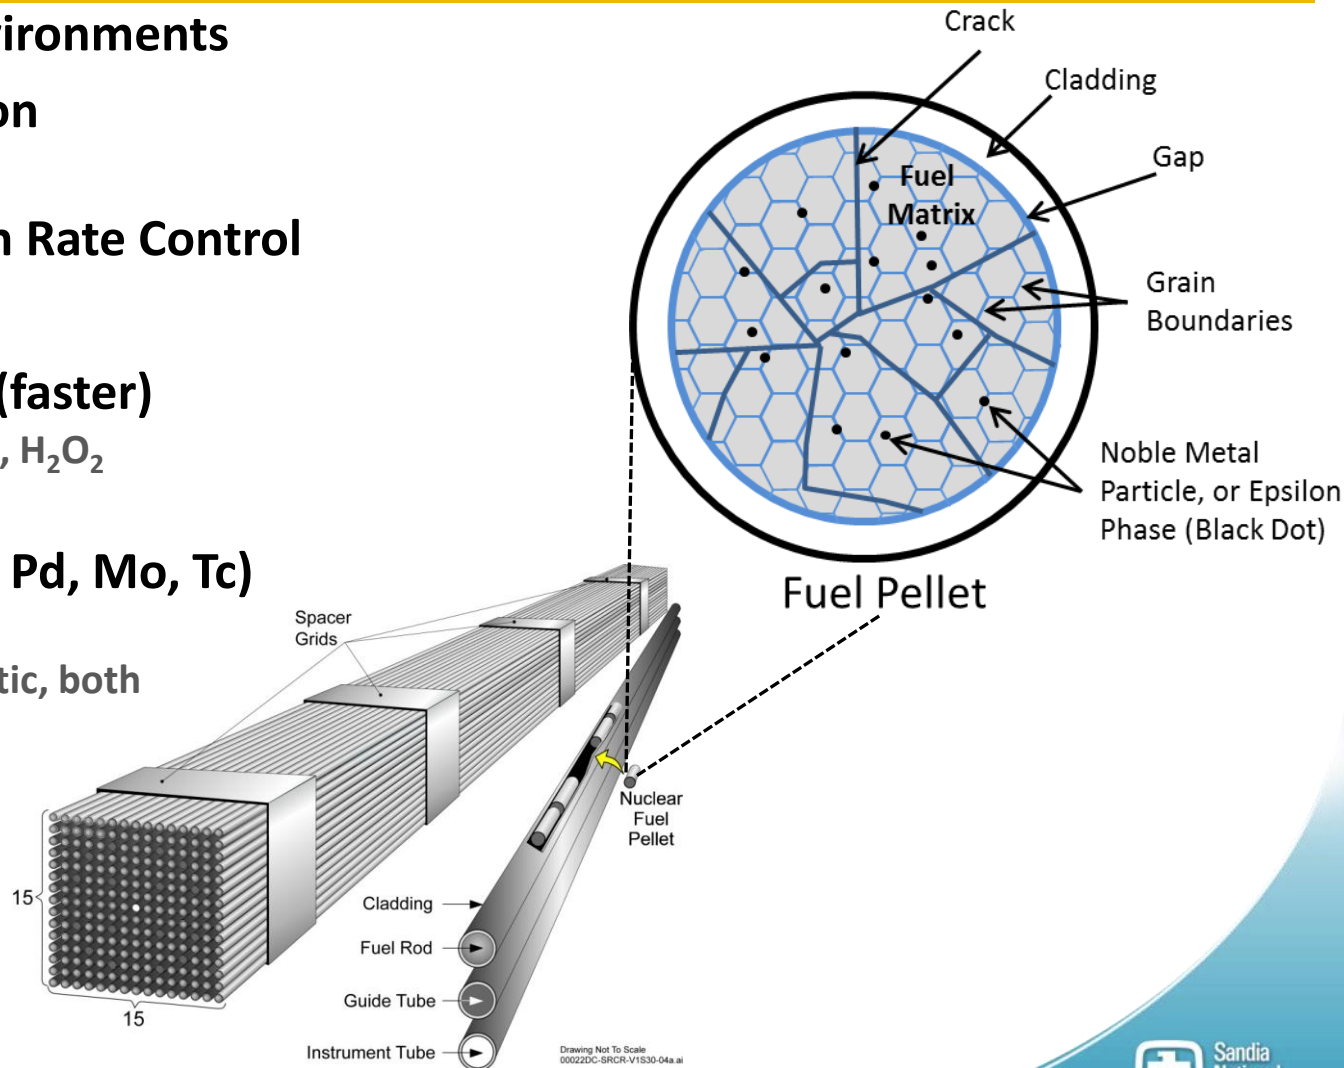 vironments
on
n Rate Control
(faster)
, H₂O₂
Pd, Mo, Tc)
tic, both
Crack
Cladding
Gap
Fuel
Matrix
Grain
Boundaries
Noble Metal
Particle, or Epsilon
Phase (Black Dot)
Fuel Pellet
Spacer
Grids
Nuclear
Fuel
Pellet
15
15
Cladding
Fuel Rod
Guide Tube
Instrument Tube
Drawing Not To Scale
00022DC-SRCR-V1S30-04a.ai
Sandia